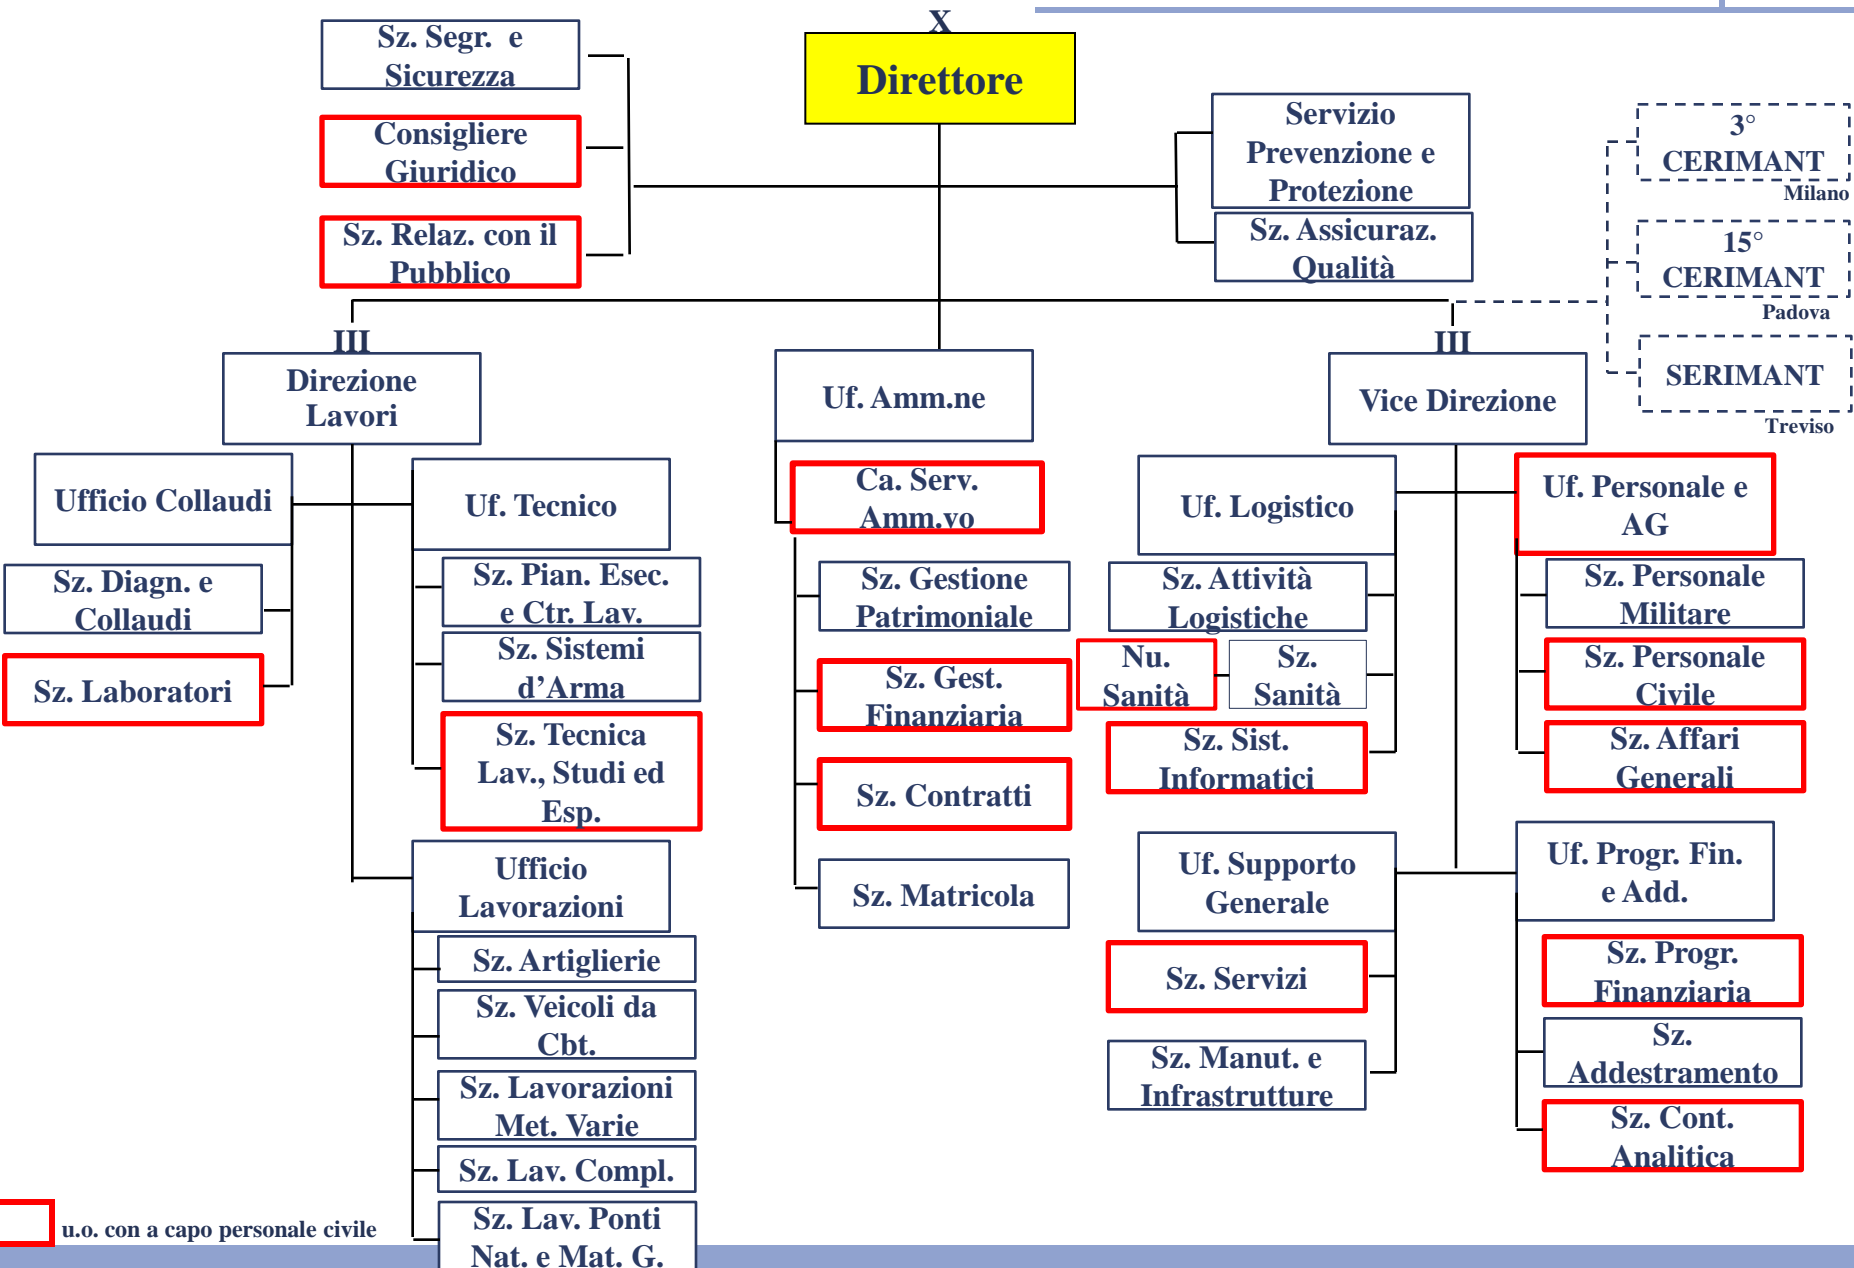 X
Direttore
Sz. Segr. e
Sicurezza
Consigliere
Giuridico
Sz. Relaz. con il
Pubblico
Servizio
Prevenzione e
Protezione
Sz. Assicuraz.
Qualità
3°
CERIMANT
Milano
15°
CERIMANT
Padova
SERIMANT
Treviso
III
Direzione
Lavori
Uf. Amm.ne
III
Vice Direzione
Ufficio Collaudi
Sz. Diagn. e
Collaudi
Sz. Laboratori
Uf. Tecnico
Sz. Pian. Esec.
e Ctr. Lav.
Sz. Sistemi
d’Arma
Sz. Tecnica
Lav., Studi ed
Esp.
Ufficio
Lavorazioni
Sz. Artiglierie
Sz. Veicoli da
Cbt.
Sz. Lavorazioni
Met. Varie
Sz. Lav. Compl.
Sz. Lav. Ponti
Nat. e Mat. G.
Ca. Serv.
Amm.vo
Sz. Gestione
Patrimoniale
Sz. Gest.
Finanziaria
Sz. Contratti
Sz. Matricola
Uf. Logistico
Sz. Attività
Logistiche
Nu.
Sanità
Sz.
Sanità
Sz. Sist.
Informatici
Uf. Personale e
AG
Sz. Personale
Militare
Sz. Personale
Civile
Sz. Affari
Generali
Uf. Supporto
Generale
Sz. Servizi
Sz. Manut. e
Infrastrutture
Uf. Progr. Fin.
e Add.
Sz. Progr.
Finanziaria
Sz.
Addestramento
Sz. Cont.
Analitica
u.o. con a capo personale civile